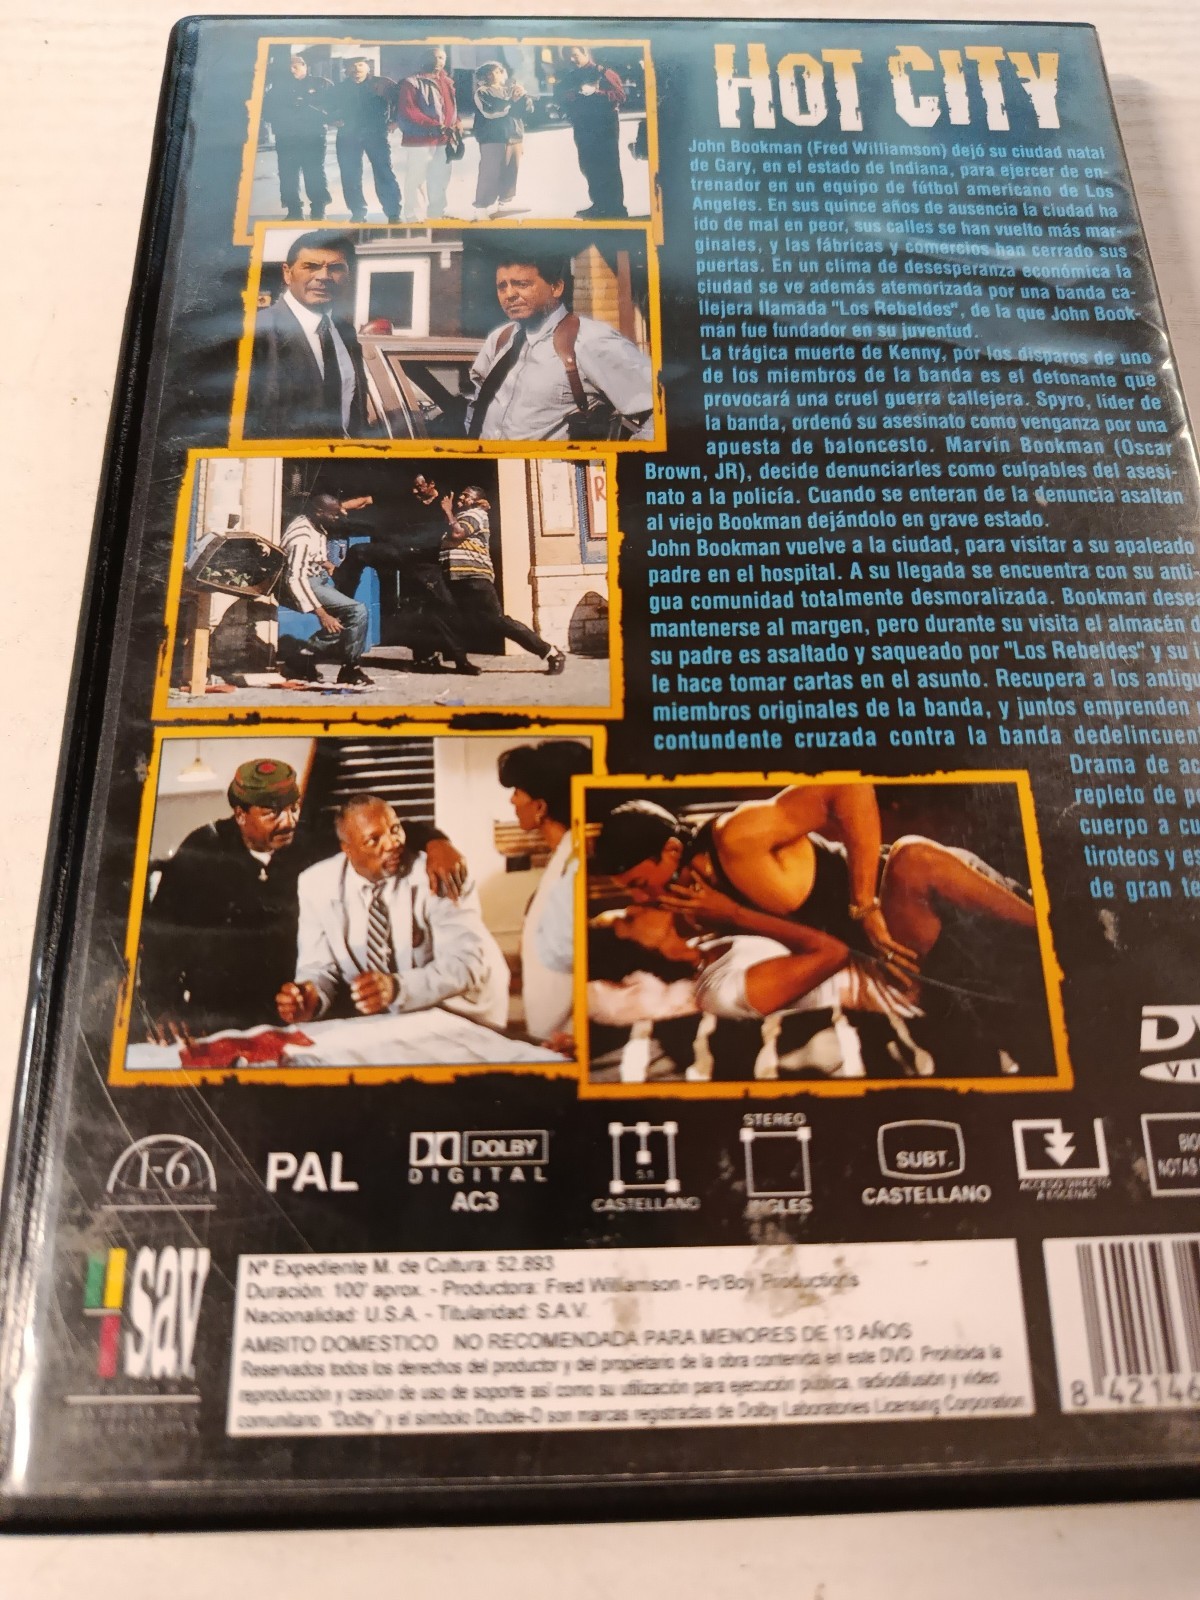 HOT CITY
John Bookman (Fred Williamson) dejó su ciudad natal
de Gary, en el estado de Indiana, para ejercer de en-
trenador en un equipo de fútbol americano de Los
Angeles. En sus quince años de ausencia la ciudad ha
ido de mal en peor, sus calles se han vuelto más mar-
ginales, y las fábricas y comercios han cerrado sus
puertas. En un clima de desesperanza económica la
ciudad se ve además atemorizada por una banda ca-
llejera llamada "Los Rebeldes", de la que John Book-
mán fue fundador en su juventud.
La trágica muerte de Kenny, por los disparos de uno
de los miembros de la banda es el detonante que
provocará una cruel guerra callejera. Spyro, líder de
la banda, ordenó su asesinato como venganza por una
apuesta de baloncesto. Marvin Bookman (Oscar
Brown, JR), decide denunciarles como culpables del asesi-
nato a la policía. Cuando se enteran de la denuncia asaltan
al viejo Bookman dejándolo en grave estado.
John Bookman vuelve a la ciudad, para visitar a su apaleado
padre en el hospital. A su llegada se encuentra con su anti-
gua comunidad totalmente desmoralizada. Bookman desea
mantenerse al margen, pero durante su visita el almacén
su padre es asaltado y saqueado por "Los Rebeldes" y su
le hace tomar cartas en el asunto. Recupera a los
miembros originales de la banda, y juntos emprenden
contundente cruzada contra la banda
Drama de
repleto de
cuerpo a
tiroteos y
de gran
1-6
PAL
DOLBY
DIGITAL
AC3
5.1
CASTELLANO
STEREO
INGLES
SUBT.
CASTELLANO
ACCESO DIRECTO
A ESCENAS
NOTAS
sav
Nº Expediente M. de Cultura: 52.893
Duración: 100' aprox. - Productora: Fred Williamson - Po'Boy Productions
Nacionalidad: U.S.A. - Titularidad: S.A.V.
AMBITO DOMESTICO NO RECOMENDADA PARA MENORES DE 13 AÑOS
Reservados todos los derechos del productor y del propietario de la obra contenida en este DVD. Prohibida la
reproducción y cesión de uso de soporte así como su utilización para ejecución pública, radiodifusión y video
comunitario. "Dolby" y el símbolo Double-D son marcas registradas de Dolby Laboratories Licensing Corporation
8 42146